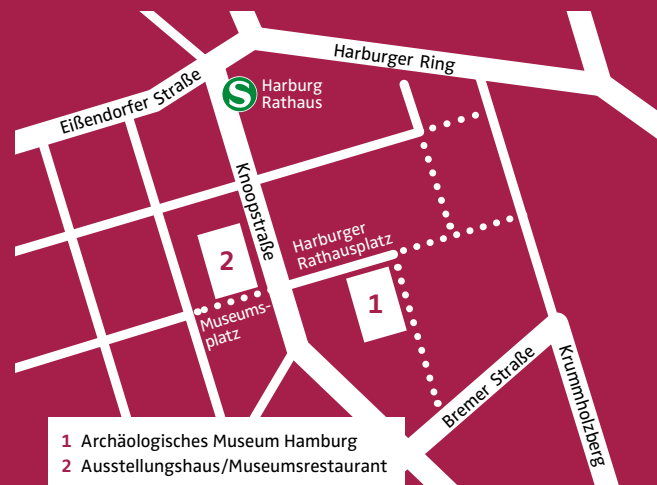 Harburger Ring
Eißendorfer Straße
S
Harburg
Rathaus
Knoopstraße
Harburger
Rathausplatz
2
1
Museums-
platz
Bremer Straße
Krummholzberg
1 Archäologisches Museum Hamburg
2 Ausstellungshaus/Museumsrestaurant